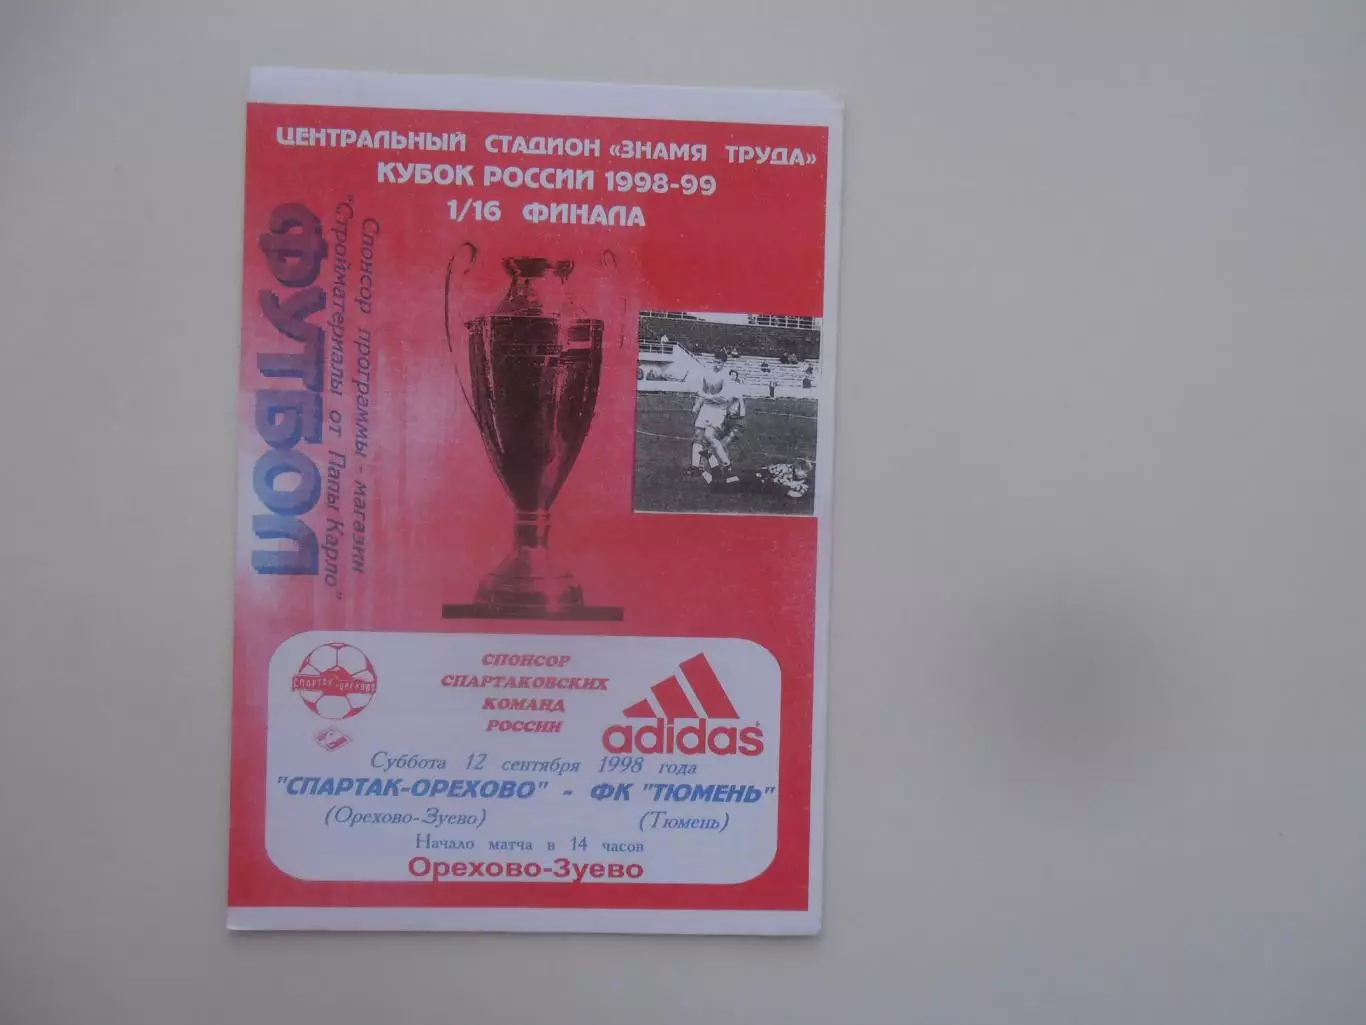 ЦЕНТРАЛЬНЫЙ СТАДИОН «ЗНАМЯ ТРУДА»
КУБОК РОССИИ 1998-99
1/16 ФИНАЛА
ФУТБОЛ
Спонсор программы - магазин
"Стройматериалы от Папы Карло"
СПАРТАК-ОРЕХОВО
СПОНСОР
СПАРТАКОВСКИХ
КОМАНД
РОССИИ
adidas
Суббота 12 сентября 1998 года
"СПАРТАК-ОРЕХОВО" - ФК "ТЮМЕНЬ"
(Орехово-Зуево) (Тюмень)
Начало матча в 14 часов
Орехово-Зуево